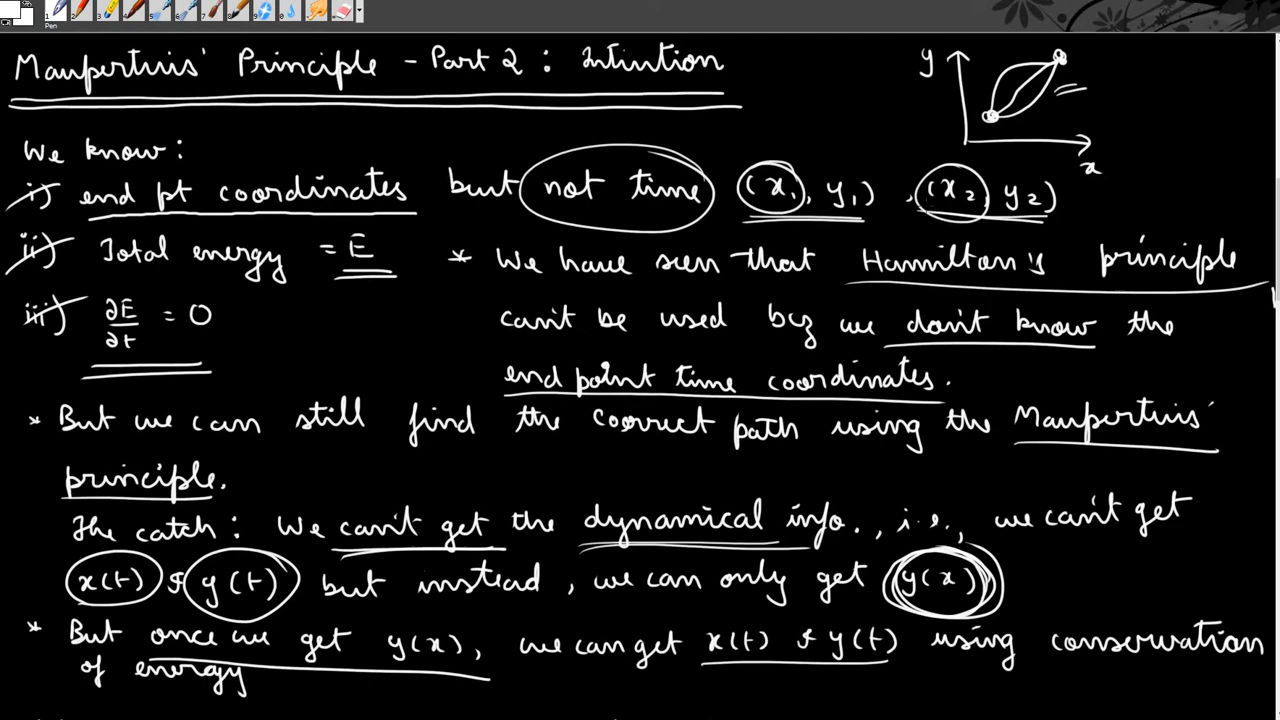 Pen
Maupertuis' Principle - Part 2 : Intuition
y
x
We know :
i) end pt coordinates but not time (x₁, y₁) , (x₂, y₂)
ii) Total energy = E
* We have seen that Hamilton's principle
iii) ∂E/∂t = 0
can't be used bcz we don't know the
end point time coordinates.
* But we can still find the correct path using the Maupertuis'
principle.
The catch : We can't get the dynamical info., i.e., we can't get
x(t) & y(t) but instead, we can only get y(x)
* But once we get y(x), we can get x(t) & y(t) using conservation
of energy